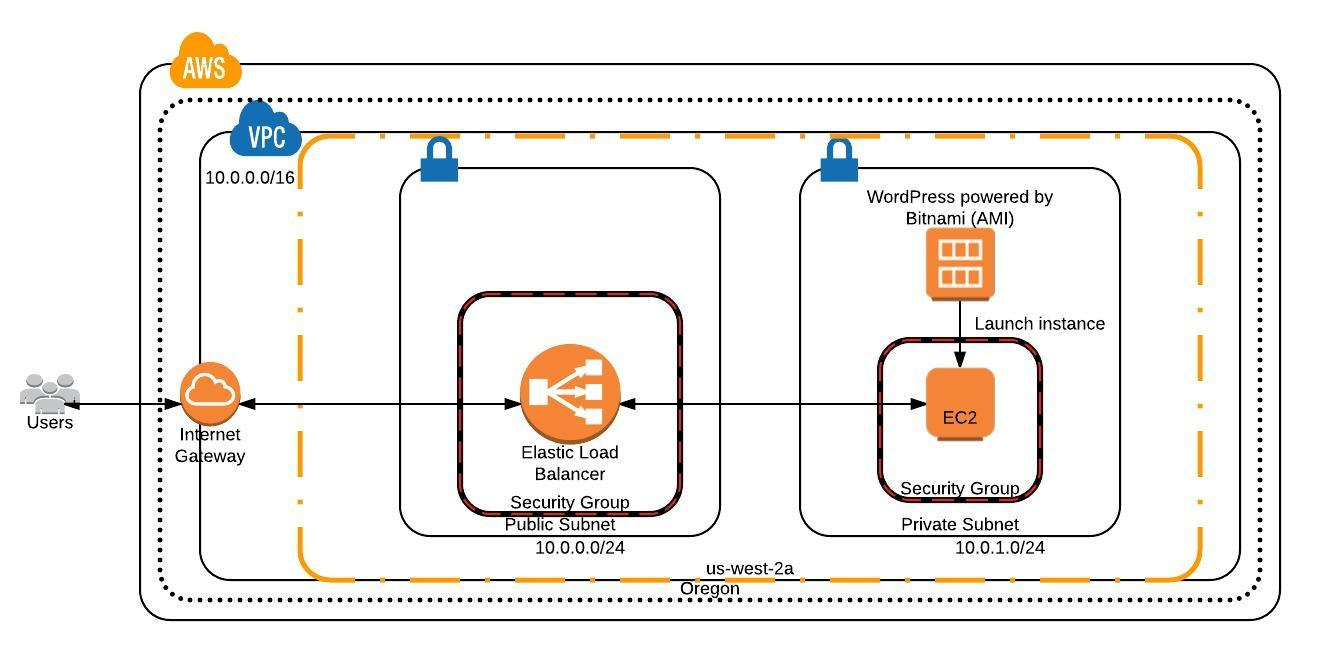 AWS
VPC
10.0.0.0/16
WordPress powered by
Bitnami (AMI)
Launch instance
Users
Internet
Gateway
Elastic Load
Balancer
Security Group
Public Subnet
10.0.0.0/24
EC2
Security Group
Private Subnet
10.0.1.0/24
us-west-2a
Oregon